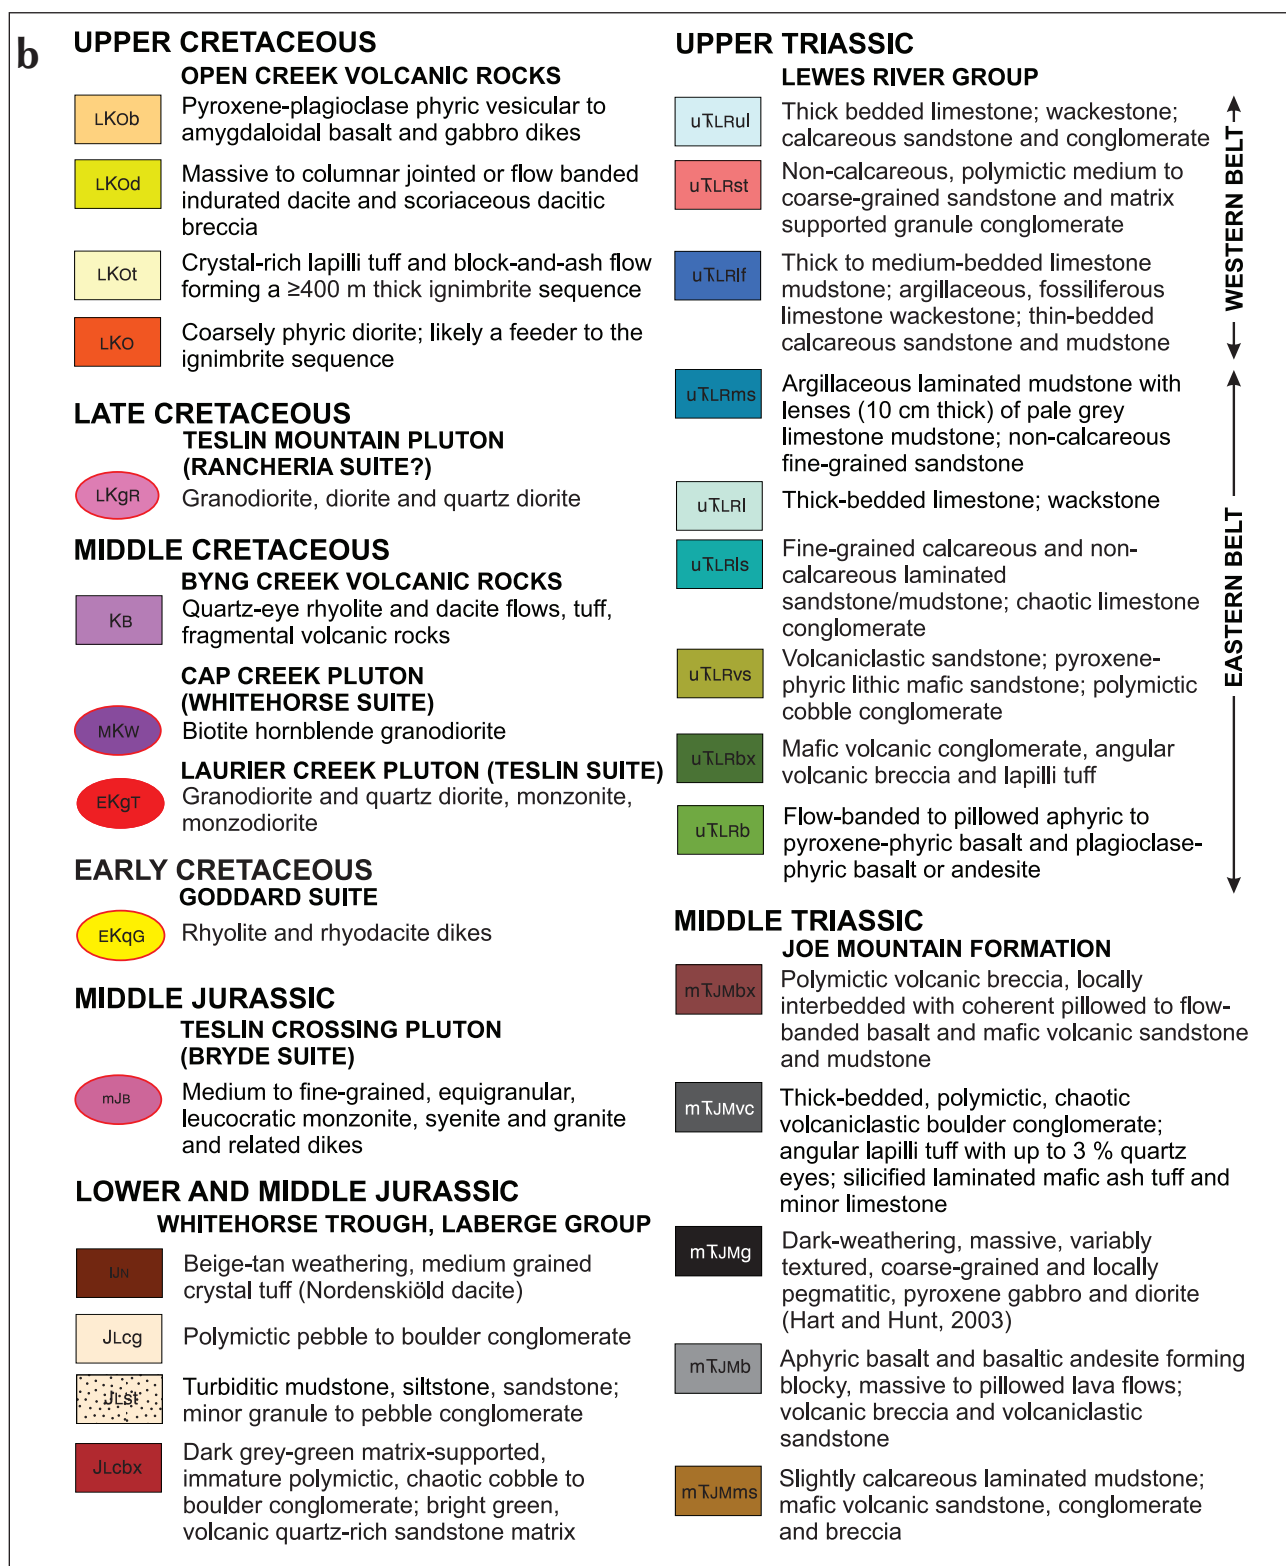 b
UPPER CRETACEOUS
OPEN CREEK VOLCANIC ROCKS
LKOb
Pyroxene-plagioclase phyric vesicular to
amygdaloidal basalt and gabbro dikes
LKOd
Massive to columnar jointed or flow banded
indurated dacite and scoriaceous dacitic
breccia
LKOt
Crystal-rich lapilli tuff and block-and-ash flow
forming a ≥400 m thick ignimbrite sequence
LKO
Coarsely phyric diorite; likely a feeder to the
ignimbrite sequence
LATE CRETACEOUS
TESLIN MOUNTAIN PLUTON
(RANCHERIA SUITE?)
LKgR
Granodiorite, diorite and quartz diorite
MIDDLE CRETACEOUS
BYNG CREEK VOLCANIC ROCKS
KB
Quartz-eye rhyolite and dacite flows, tuff,
fragmental volcanic rocks
CAP CREEK PLUTON
(WHITEHORSE SUITE)
MKW
Biotite hornblende granodiorite
LAURIER CREEK PLUTON (TESLIN SUITE)
EKgT
Granodiorite and quartz diorite, monzonite,
monzodiorite
EARLY CRETACEOUS
GODDARD SUITE
EKqG
Rhyolite and rhyodacite dikes
MIDDLE JURASSIC
TESLIN CROSSING PLUTON
(BRYDE SUITE)
mJB
Medium to fine-grained, equigranular,
leucocratic monzonite, syenite and granite
and related dikes
LOWER AND MIDDLE JURASSIC
WHITEHORSE TROUGH, LABERGE GROUP
lJN
Beige-tan weathering, medium grained
crystal tuff (Nordenskiöld dacite)
JLcg
Polymictic pebble to boulder conglomerate
JLst
Turbiditic mudstone, siltstone, sandstone;
minor granule to pebble conglomerate
JLcbx
Dark grey-green matrix-supported,
immature polymictic, chaotic cobble to
boulder conglomerate; bright green,
volcanic quartz-rich sandstone matrix
UPPER TRIASSIC
LEWES RIVER GROUP
uTRLRul
Thick bedded limestone; wackestone;
calcareous sandstone and conglomerate
uTRLRst
Non-calcareous, polymictic medium to
coarse-grained sandstone and matrix
supported granule conglomerate
uTRLRlf
Thick to medium-bedded limestone
mudstone; argillaceous, fossiliferous
limestone wackestone; thin-bedded
calcareous sandstone and mudstone
WESTERN BELT
uTRLRms
Argillaceous laminated mudstone with
lenses (10 cm thick) of pale grey
limestone mudstone; non-calcareous
fine-grained sandstone
uTRLRl
Thick-bedded limestone; wackstone
uTRLRls
Fine-grained calcareous and non-
calcareous laminated
sandstone/mudstone; chaotic limestone
conglomerate
uTRLRvs
Volcaniclastic sandstone; pyroxene-
phyric lithic mafic sandstone; polymictic
cobble conglomerate
uTRLRbx
Mafic volcanic conglomerate, angular
volcanic breccia and lapilli tuff
uTRLRb
Flow-banded to pillowed aphyric to
pyroxene-phyric basalt and plagioclase-
phyric basalt or andesite
EASTERN BELT
MIDDLE TRIASSIC
JOE MOUNTAIN FORMATION
mTRJMbx
Polymictic volcanic breccia, locally
interbedded with coherent pillowed to flow-
banded basalt and mafic volcanic sandstone
and mudstone
mTRJMvc
Thick-bedded, polymictic, chaotic
volcaniclastic boulder conglomerate;
angular lapilli tuff with up to 3 % quartz
eyes; silicified laminated mafic ash tuff and
minor limestone
mTRJMg
Dark-weathering, massive, variably
textured, coarse-grained and locally
pegmatitic, pyroxene gabbro and diorite
(Hart and Hunt, 2003)
mTRJMb
Aphyric basalt and basaltic andesite forming
blocky, massive to pillowed lava flows;
volcanic breccia and volcaniclastic
sandstone
mTRJMms
Slightly calcareous laminated mudstone;
mafic volcanic sandstone, conglomerate
and breccia